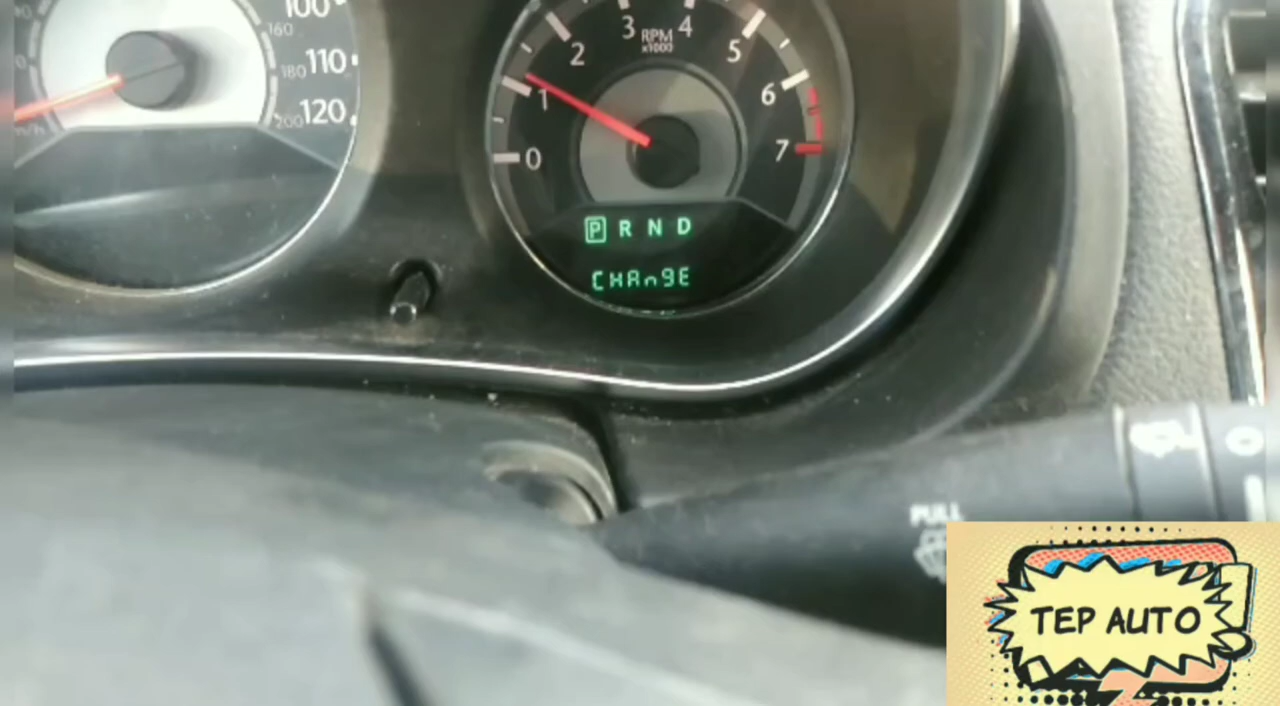 100
160
180 110
200 120
0 1 2 3 4 5 6 7
RPM
x1000
P R N D
CHAngE
PULL
O
TEP AUTO